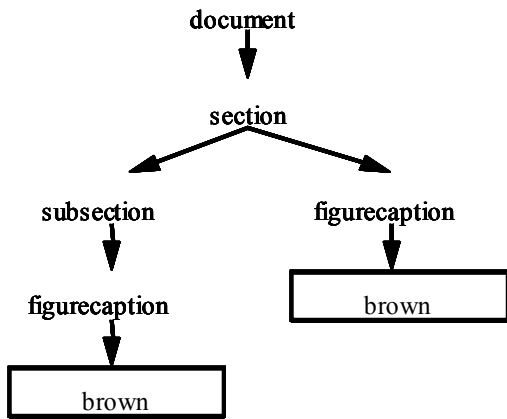 document
section
subsection figurecaption
figurecaption
brown
brown